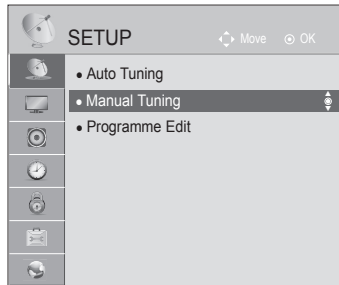 SETUP
Move
OK
• Auto Tuning
• Manual Tuning
• Programme Edit